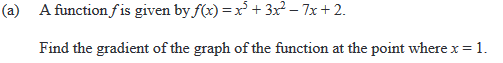 (a) A function f is given by f(x) = x⁵ + 3x² – 7x + 2.
Find the gradient of the graph of the function at the point where x = 1.